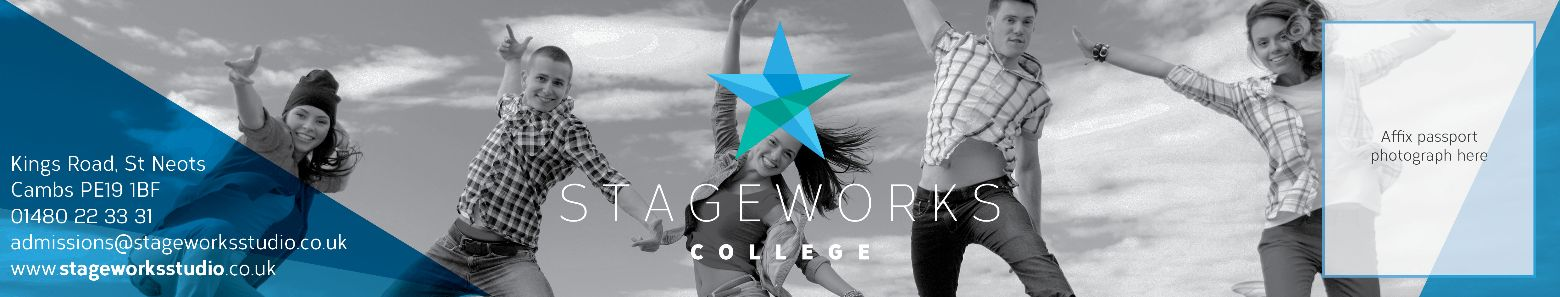 Kings Road, St Neots
Cambs PE19 1BF
01480 22 33 31
admissions@stageworksstudio.co.uk
www.stageworksstudio.co.uk
STAGEWORKS
COLLEGE
Affix passport
photograph here